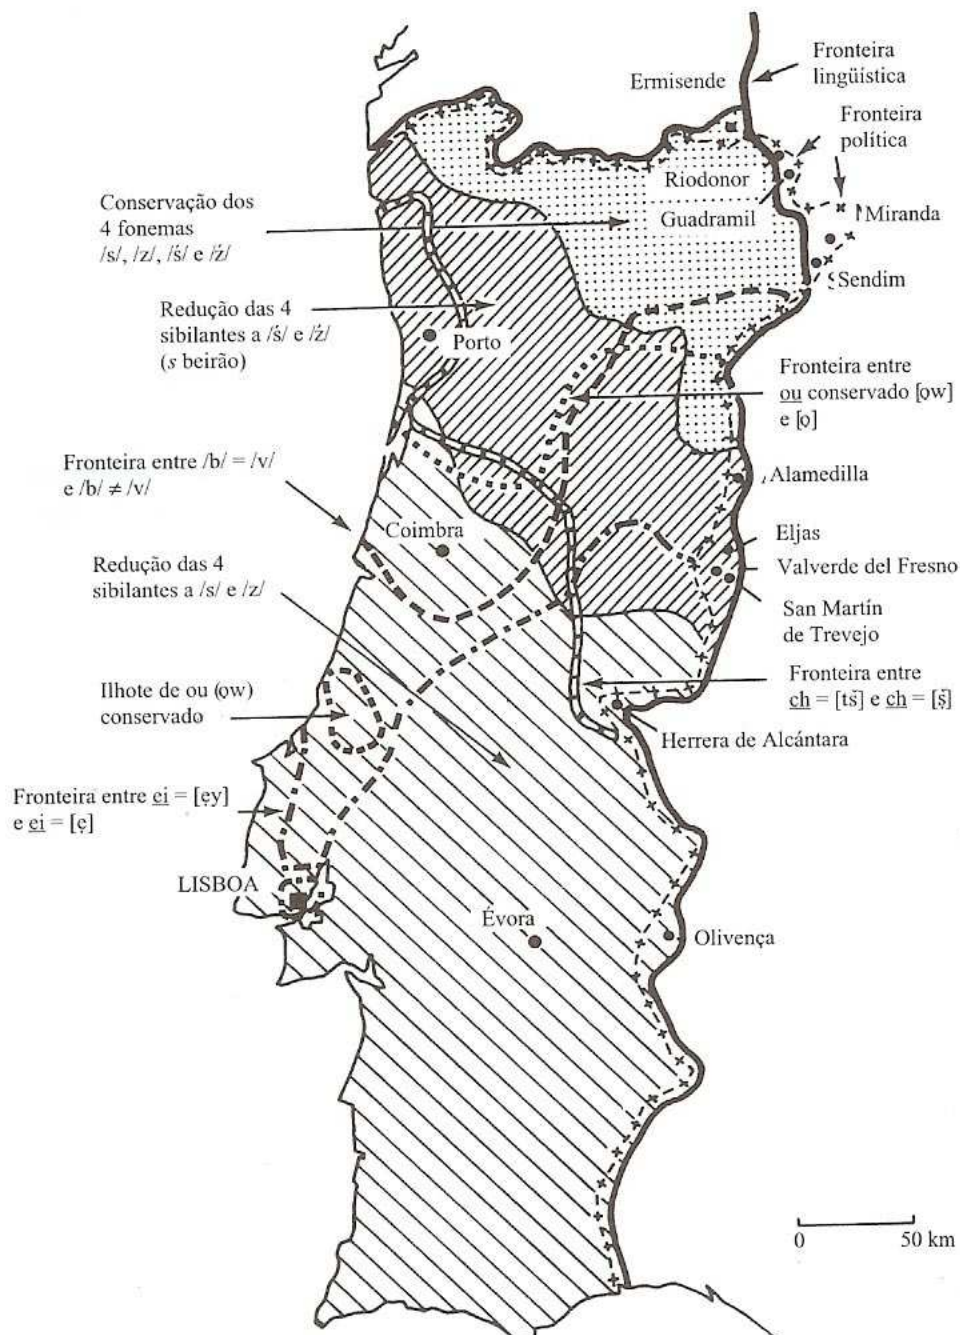 Fronteira
lingüística
Ermisende
Fronteira
política
Riodonor
Guadramil
Miranda
Sendim
Conservação dos
4 fonemas
/s/, /z/, /ś/ e /ź/
Redução das 4
sibilantes a /ś/ e /ź/
(s beirão)
Porto
Fronteira entre
ou conservado [ọw]
e [ọ]
Fronteira entre /b/ = /v/
e /b/ ≠ /v/
Alamedilla
Coimbra
Eljas
Redução das 4
sibilantes a /s/ e /z/
Valverde del Fresno
San Martín
de Trevejo
Ilhote de ou (ọw)
conservado
Fronteira entre
ch = [tš] e ch = [š]
Herrera de Alcántara
Fronteira entre ei = [ẹy]
e ei = [ẹ]
LISBOA
Évora
Olivença
0 50 km